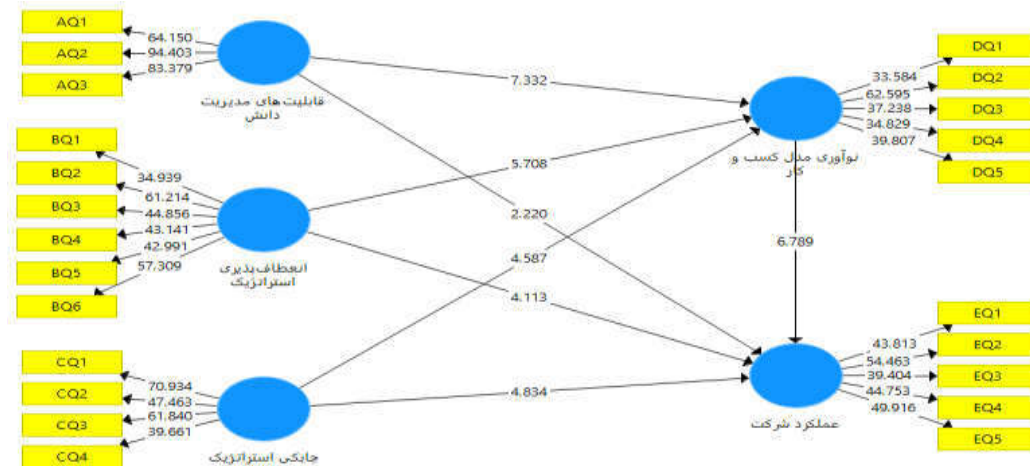 AQ1
AQ2
AQ3
64.150
94.403
83.379
قابلیت های مدیریت
دانش
BQ1
BQ2
BQ3
BQ4
BQ5
BQ6
34.939
61.214
44.856
43.141
42.991
57.309
انعطاف‌پذیری
استراتژیک
CQ1
CQ2
CQ3
CQ4
70.934
47.463
61.840
39.661
چابکی استراتژیک
7.332
5.708
2.220
4.587
4.113
4.834
6.789
DQ1
DQ2
DQ3
DQ4
DQ5
33.584
62.595
37.238
34.829
39.807
نوآوری مدل کسب و
کار
EQ1
EQ2
EQ3
EQ4
EQ5
43.813
54.463
39.404
44.753
49.916
عملکرد شرکت